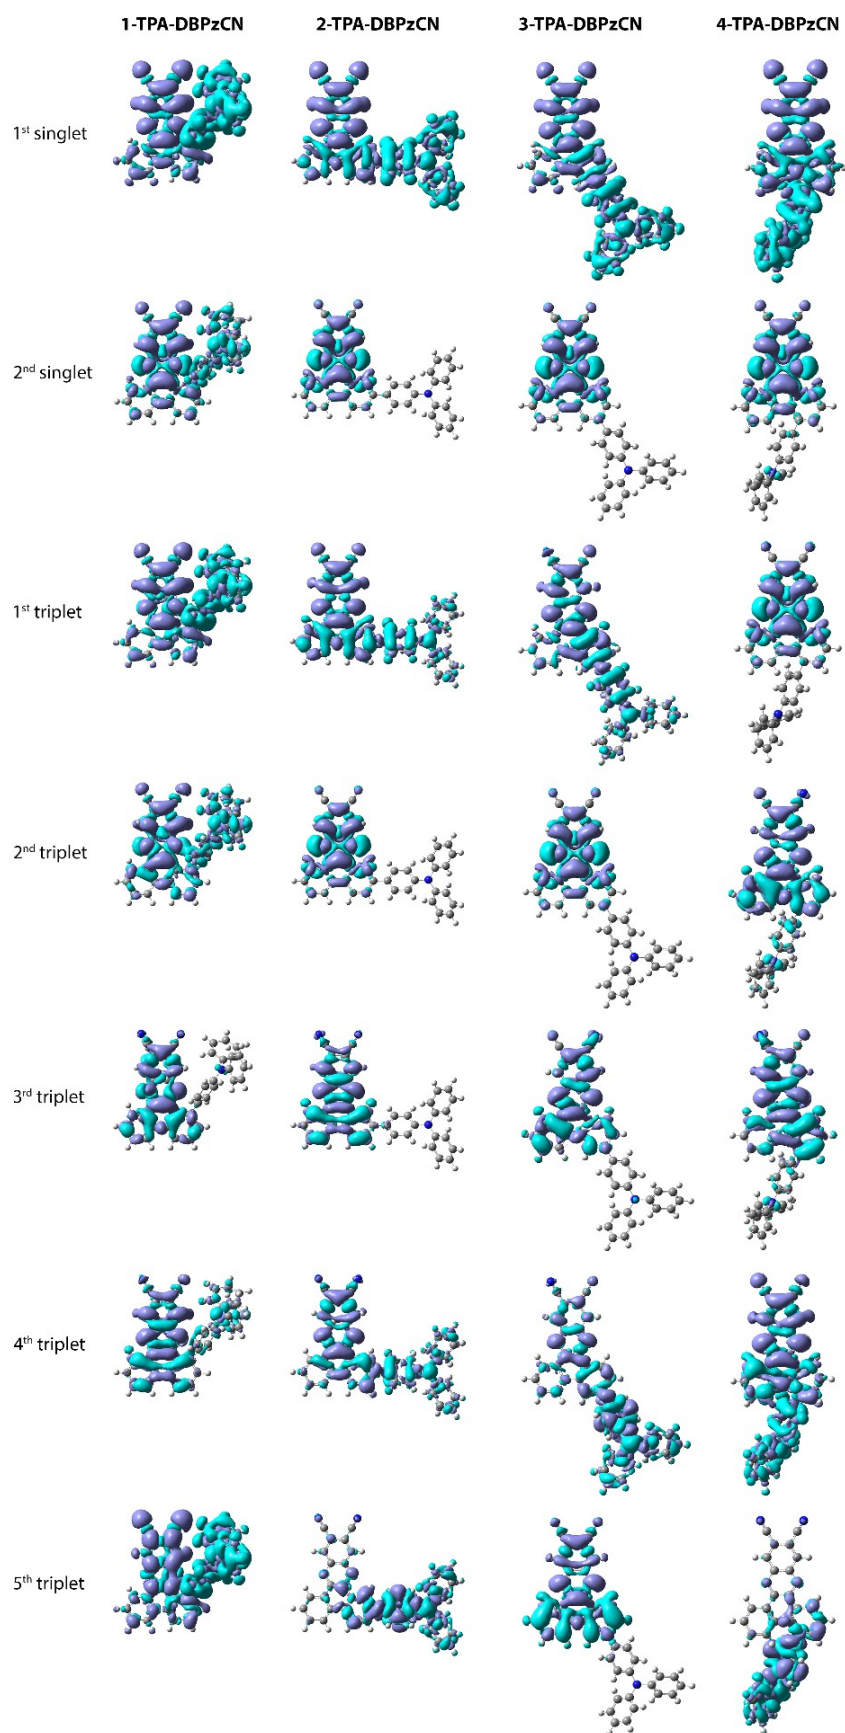 1-TPA-DBPzCN 2-TPA-DBPzCN 3-TPA-DBPzCN 4-TPA-DBPzCN
1st singlet
2nd singlet
1st triplet
2nd triplet
3rd triplet
4th triplet
5th triplet